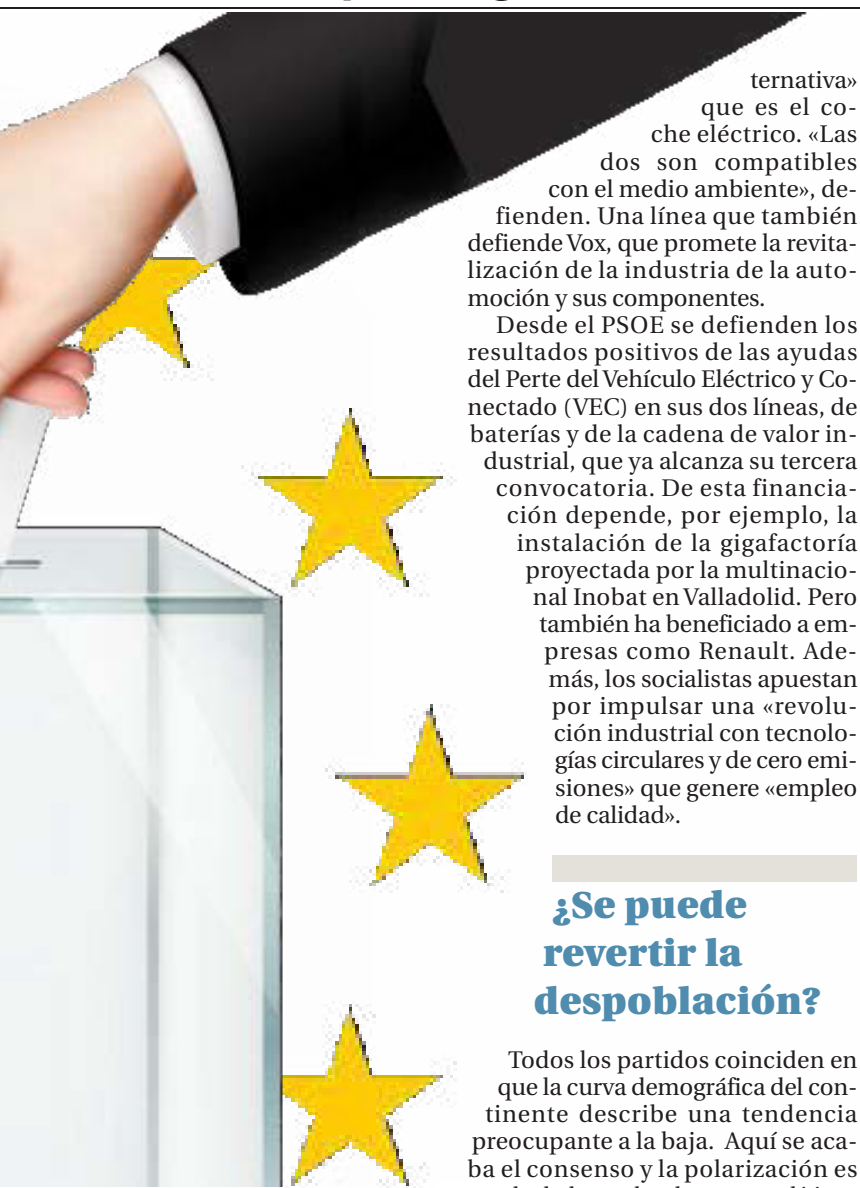 ternativa»
que es el co-
che eléctrico. «Las
dos son compatibles
con el medio ambiente», de-
fienden. Una línea que también
defiende Vox, que promete la revita-
lización de la industria de la auto-
moción y sus componentes.
Desde el PSOE se defienden los
resultados positivos de las ayudas
del Perte del Vehículo Eléctrico y Co-
nectado (VEC) en sus dos líneas, de
baterías y de la cadena de valor in-
dustrial, que ya alcanza su tercera
convocatoria. De esta financia-
ción depende, por ejemplo, la
instalación de la gigafactoría
proyectada por la multinacio-
nal Inobat en Valladolid. Pero
también ha beneficiado a em-
presas como Renault. Ade-
más, los socialistas apuestan
por impulsar una «revolu-
ción industrial con tecnolo-
gías circulares y de cero emi-
siones» que genere «empleo
de calidad».
¿Se puede
revertir la
despoblación?
Todos los partidos coinciden en
que la curva demográfica del con-
tinente describe una tendencia
preocupante a la baja. Aquí se aca-
ba el consenso y la polarización es